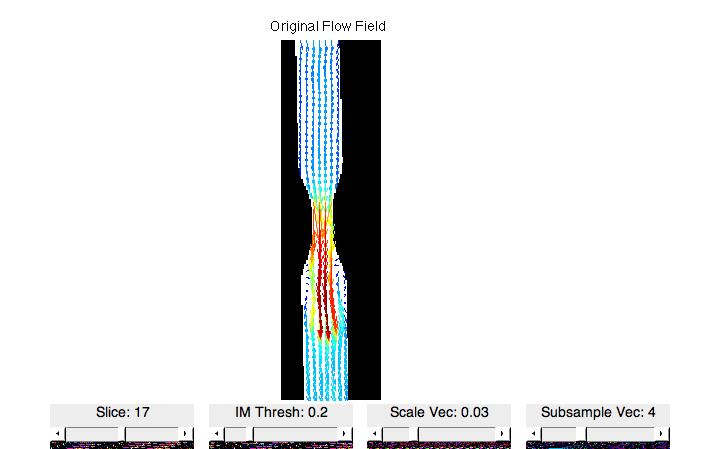 Original Flow Field
Slice: 17
IM Thresh: 0.2
Scale Vec: 0.03
Subsample Vec: 4